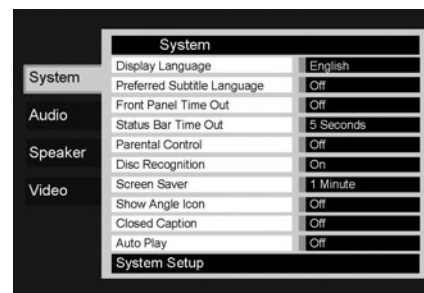 System
Display Language English
System
Preferred Subtitle Language Off
Front Panel Time Out Off
Audio
Status Bar Time Out 5 Seconds
Parental Control Off
Speaker
Disc Recognition On
Screen Saver 1 Minute
Video
Show Angle Icon Off
Closed Caption Off
Auto Play Off
System Setup